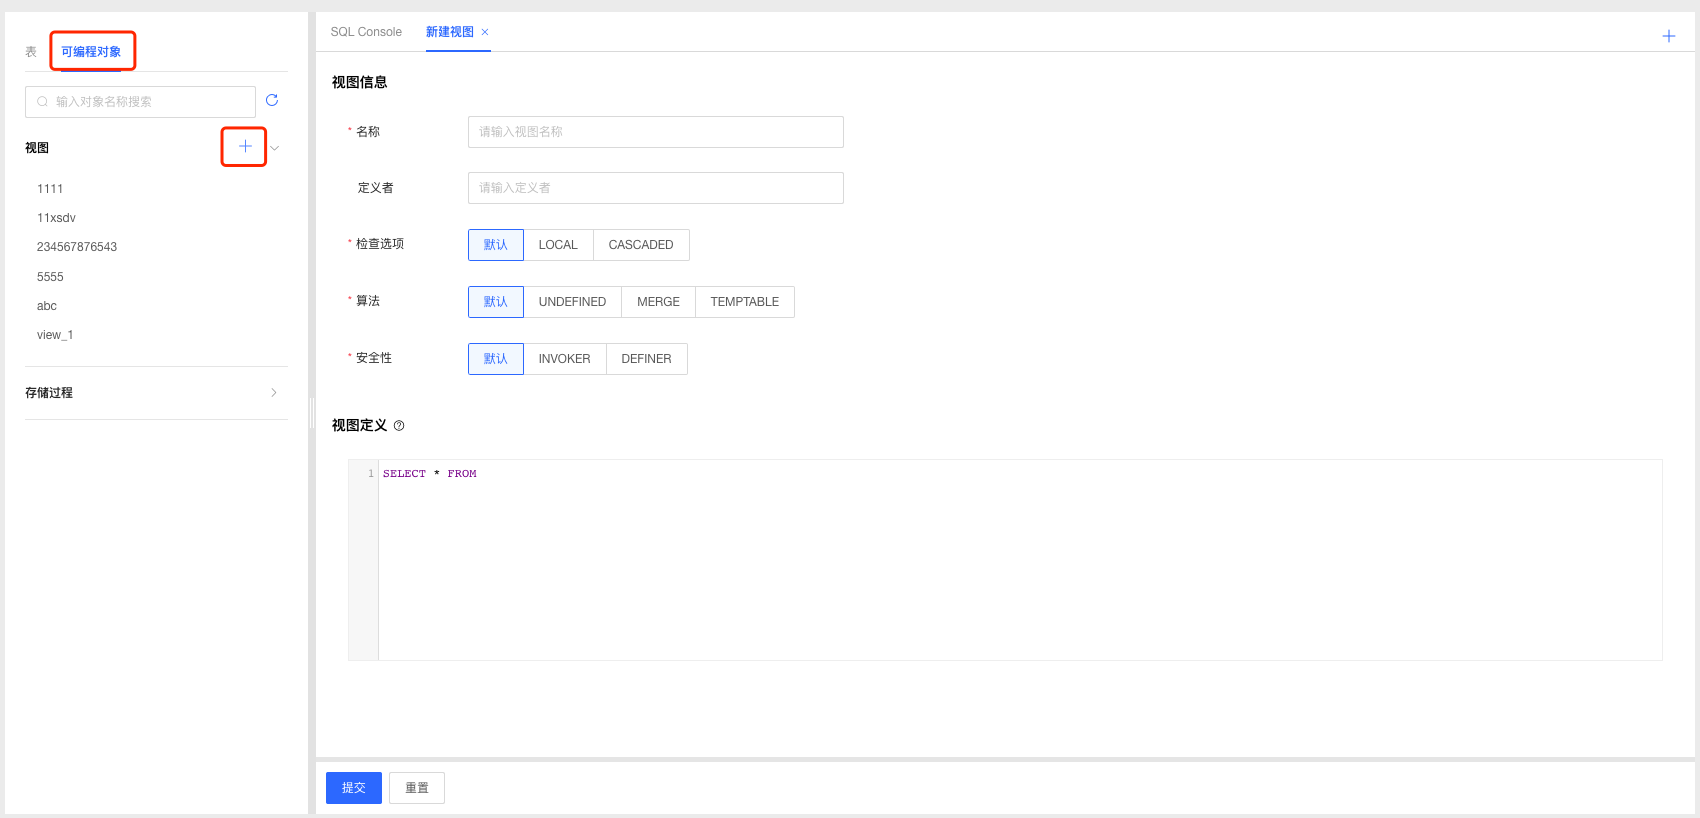 表 可编程对象
输入对象名称搜索
视图
1111
11xsdv
234567876543
5555
abc
view_1
存储过程
SQL Console 新建视图 ×
视图信息
* 名称 请输入视图名称
定义者 请输入定义者
* 检查选项 默认 LOCAL CASCADED
* 算法 默认 UNDEFINED MERGE TEMPTABLE
* 安全性 默认 INVOKER DEFINER
视图定义 ?
1 SELECT * FROM
提交 重置